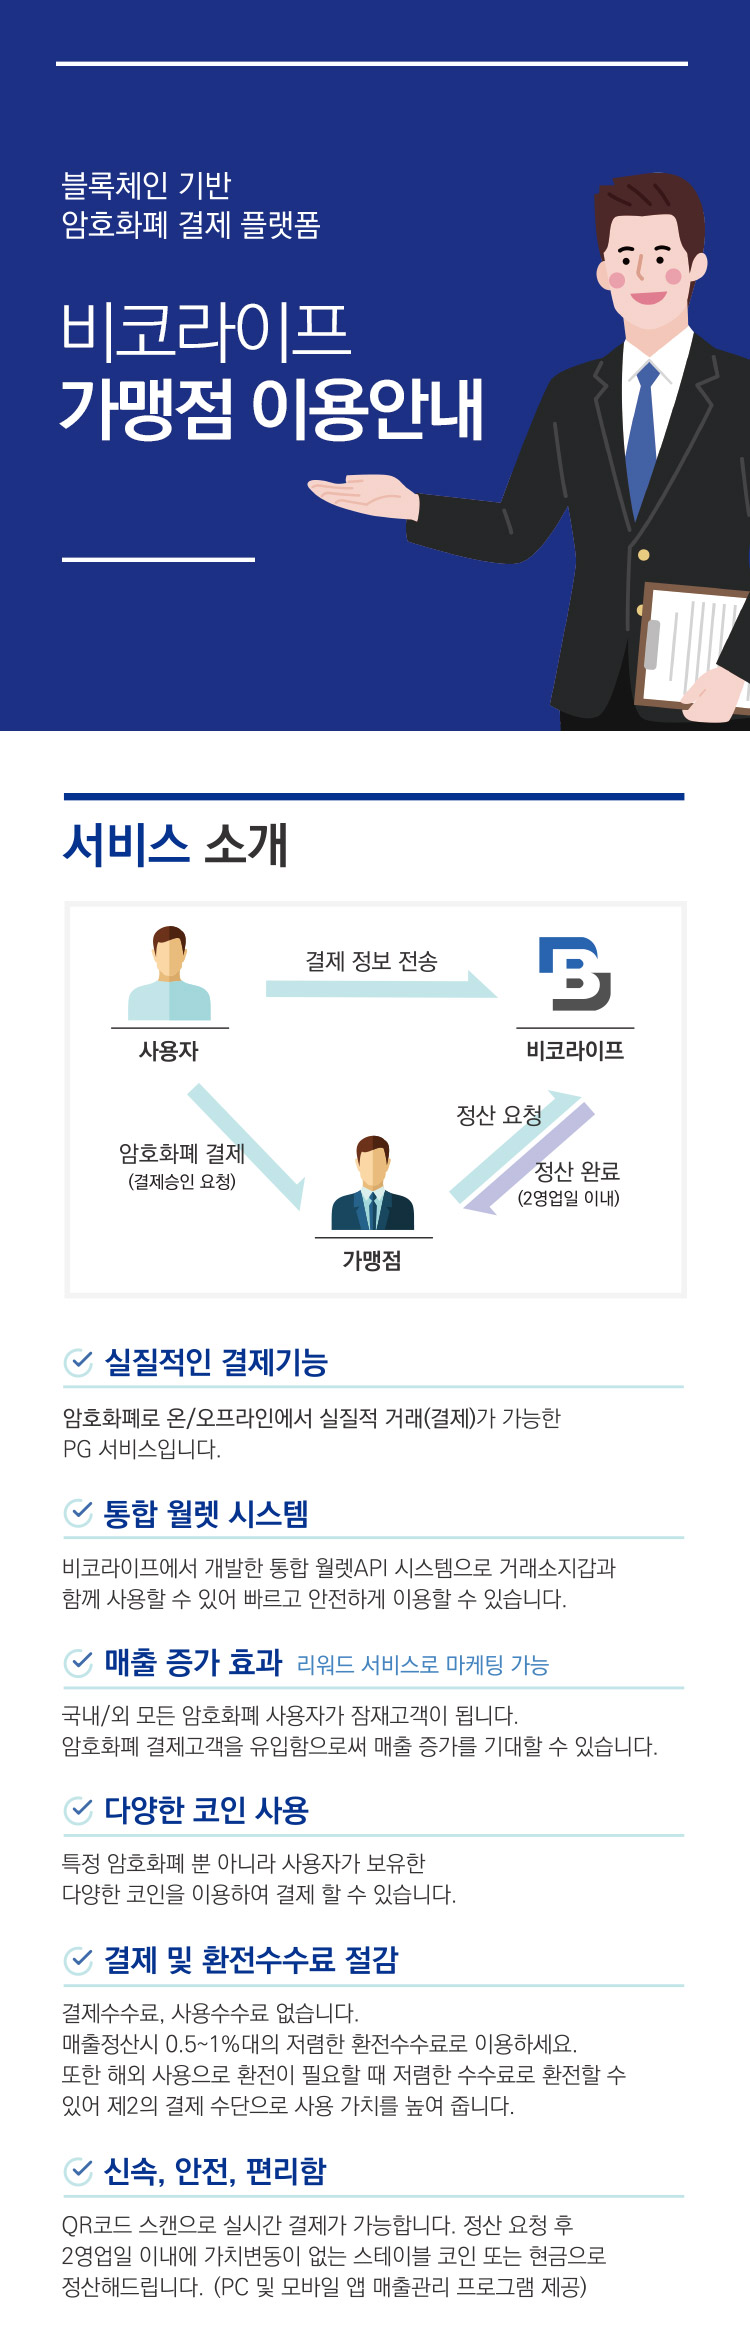 블록체인 기반
암호화폐 결제 플랫폼
비코라이프
가맹점 이용안내
서비스 소개
결제 정보 전송
사용자
비코라이프
정산 요청
암호화폐 결제
(결제승인 요청)
정산 완료
(2영업일 이내)
가맹점
실질적인 결제기능
암호화폐로 온/오프라인에서 실질적 거래(결제)가 가능한
PG 서비스입니다.
통합 월렛 시스템
비코라이프에서 개발한 통합 월렛API 시스템으로 거래소지갑과
함께 사용할 수 있어 빠르고 안전하게 이용할 수 있습니다.
매출 증가 효과 리워드 서비스로 마케팅 가능
국내/외 모든 암호화폐 사용자가 잠재고객이 됩니다.
암호화폐 결제고객을 유입함으로써 매출 증가를 기대할 수 있습니다.
다양한 코인 사용
특정 암호화폐 뿐 아니라 사용자가 보유한
다양한 코인을 이용하여 결제 할 수 있습니다.
결제 및 환전수수료 절감
결제수수료, 사용수수료 없습니다.
매출정산시 0.5~1%대의 저렴한 환전수수료로 이용하세요.
또한 해외 사용으로 환전이 필요할 때 저렴한 수수료로 환전할 수
있어 제2의 결제 수단으로 사용 가치를 높여 줍니다.
신속, 안전, 편리함
QR코드 스캔으로 실시간 결제가 가능합니다. 정산 요청 후
2영업일 이내에 가치변동이 없는 스테이블 코인 또는 현금으로
정산해드립니다. (PC 및 모바일 앱 매출관리 프로그램 제공)